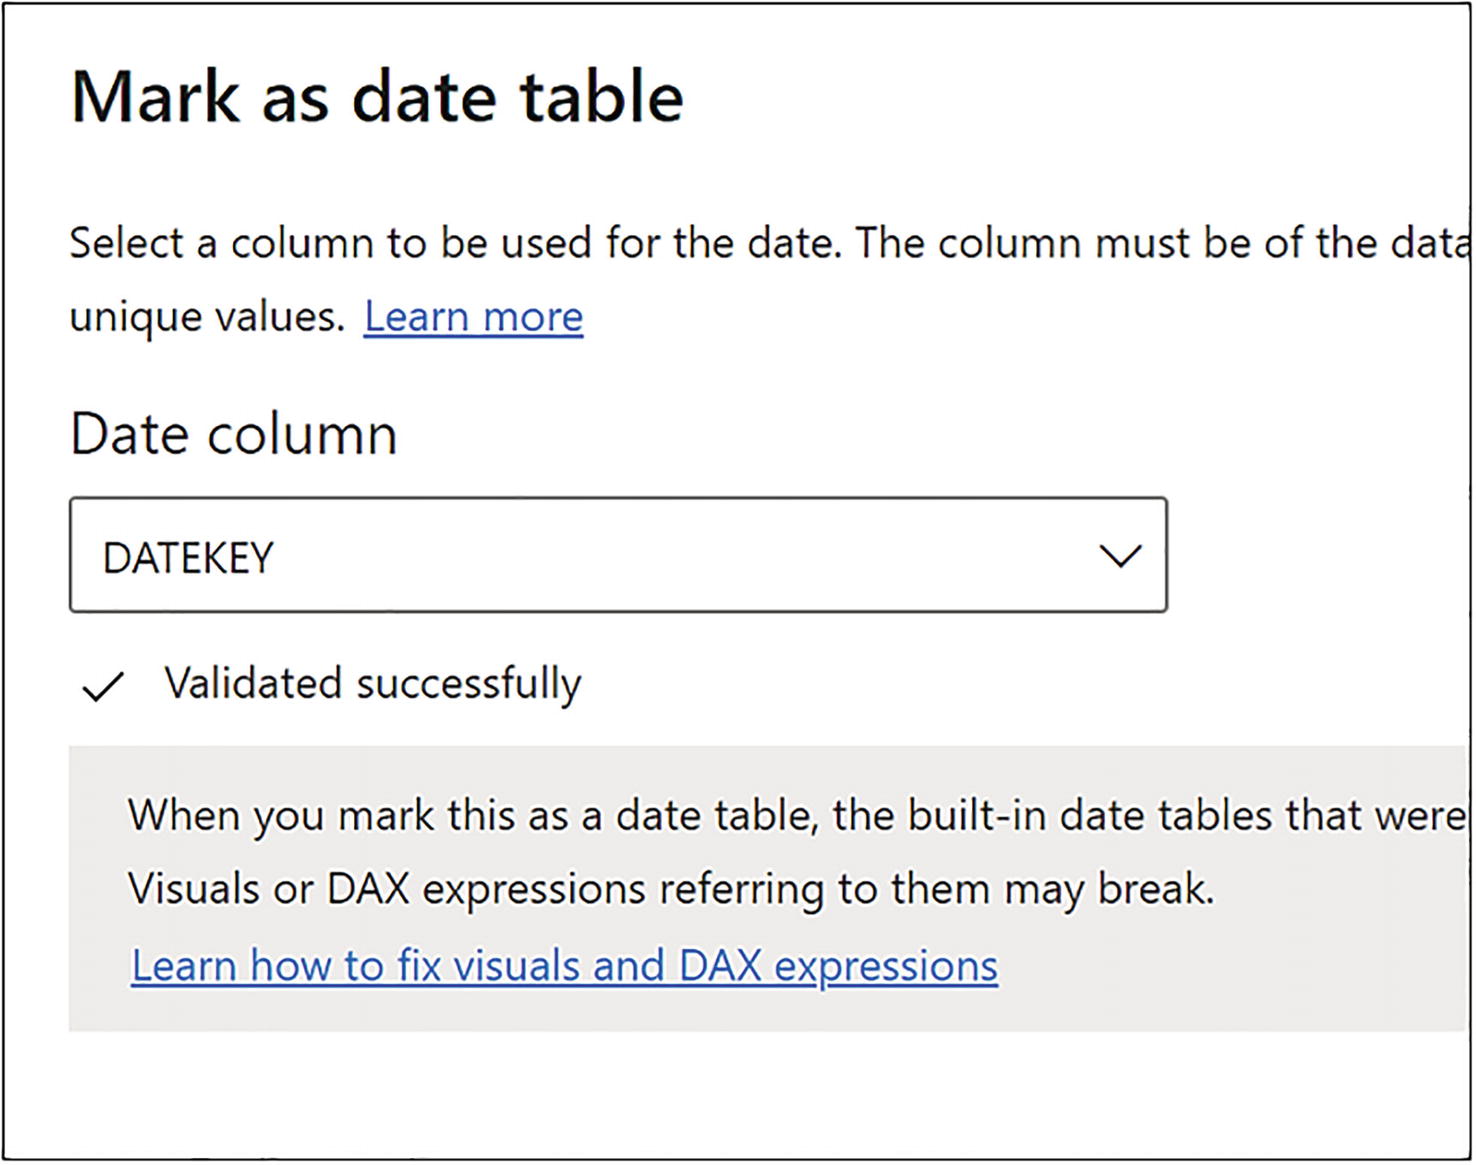 Mark as date table
Select a column to be used for the date. The column must be of the data
unique values. Learn more
Date column
DATEKEY
Validated successfully
When you mark this as a date table, the built-in date tables that were
Visuals or DAX expressions referring to them may break.
Learn how to fix visuals and DAX expressions